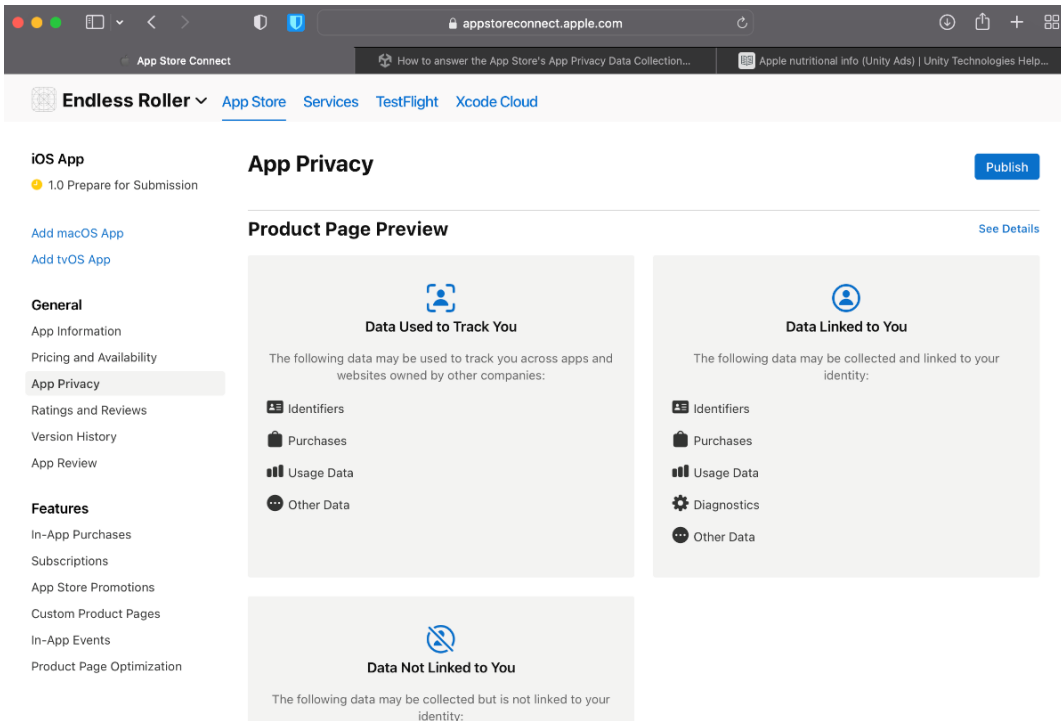 appstoreconnect.apple.com
App Store Connect
How to answer the App Store's App Privacy Data Collection...
Apple nutritional info (Unity Ads) | Unity Technologies Help...
Endless Roller
App Store
Services
TestFlight
Xcode Cloud
iOS App
1.0 Prepare for Submission
Add macOS App
Add tvOS App
General
App Information
Pricing and Availability
App Privacy
Ratings and Reviews
Version History
App Review
Features
In-App Purchases
Subscriptions
App Store Promotions
Custom Product Pages
In-App Events
Product Page Optimization
App Privacy
Publish
Product Page Preview
See Details
Data Used to Track You
The following data may be used to track you across apps and
websites owned by other companies:
Identifiers
Purchases
Usage Data
Other Data
Data Linked to You
The following data may be collected and linked to your
identity:
Identifiers
Purchases
Usage Data
Diagnostics
Other Data
Data Not Linked to You
The following data may be collected but is not linked to your
identity: